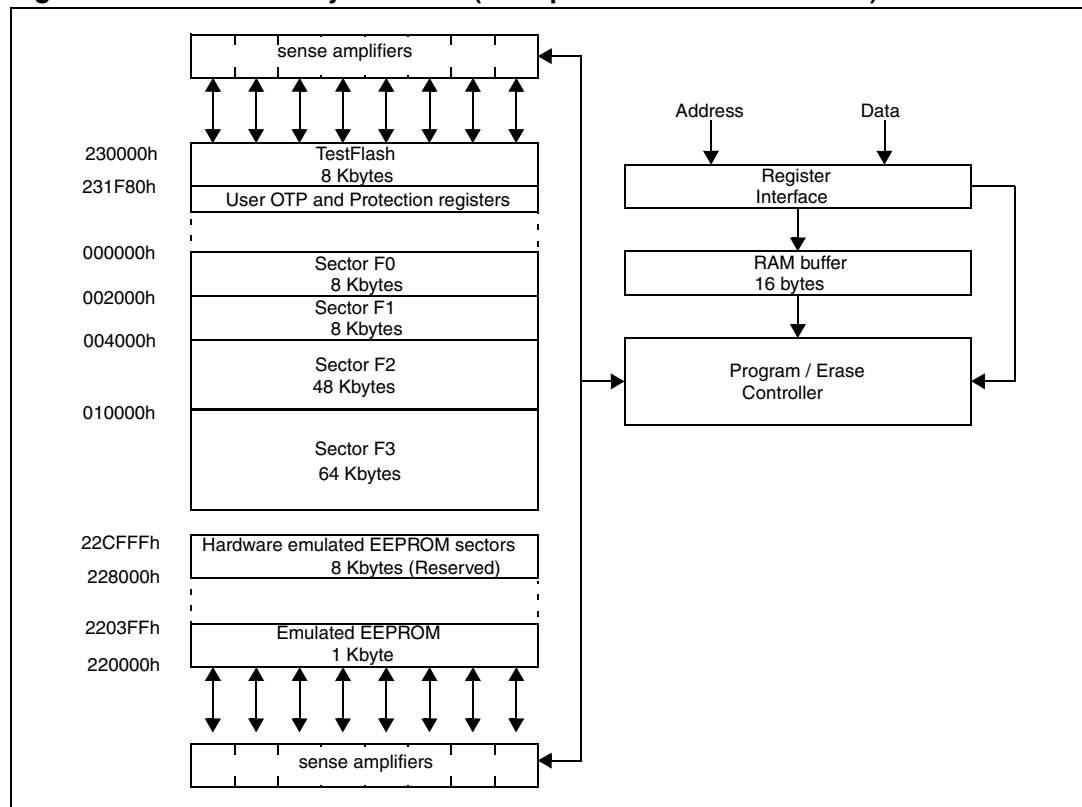 sense amplifiers
230000h
TestFlash
8 Kbytes
231F80h
User OTP and Protection registers
000000h
Sector F0
8 Kbytes
002000h
Sector F1
8 Kbytes
004000h
Sector F2
48 Kbytes
010000h
Sector F3
64 Kbytes
22CFFFh
Hardware emulated EEPROM sectors
8 Kbytes (Reserved)
228000h
2203FFh
Emulated EEPROM
1 Kbyte
220000h
sense amplifiers
Address
Data
Register
Interface
RAM buffer
16 bytes
Program / Erase
Controller